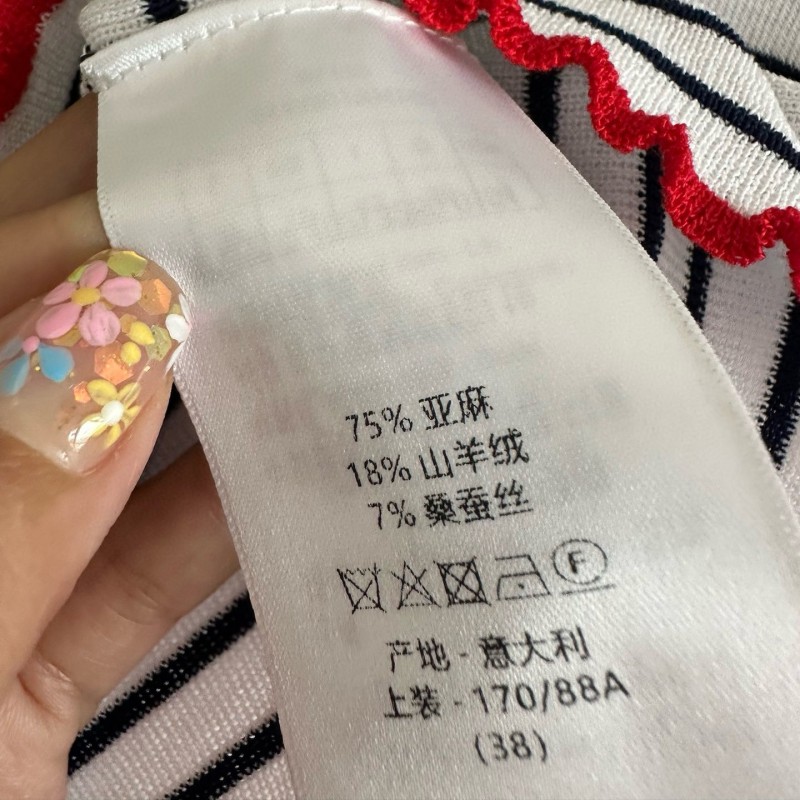 75% 亚麻
18% 山羊绒
7% 桑蚕丝
F
产地 - 意大利
上装 - 170/88A
(38)